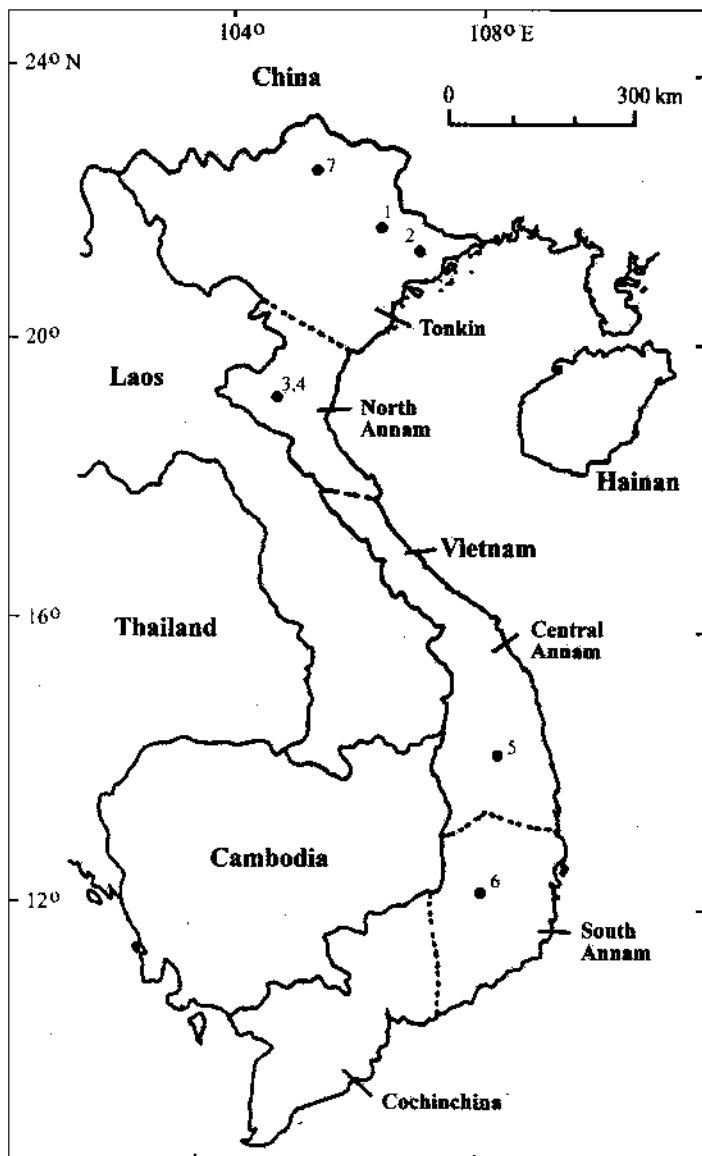 104°
108° E
24° N
China
0
300 km
7
1
2
Tonkin
20°
Laos
3,4
North
Annam
Hainan
Vietnam
16°
Thailand
Central
Annam
5
Cambodia
6
12°
South
Annam
Cochinchina